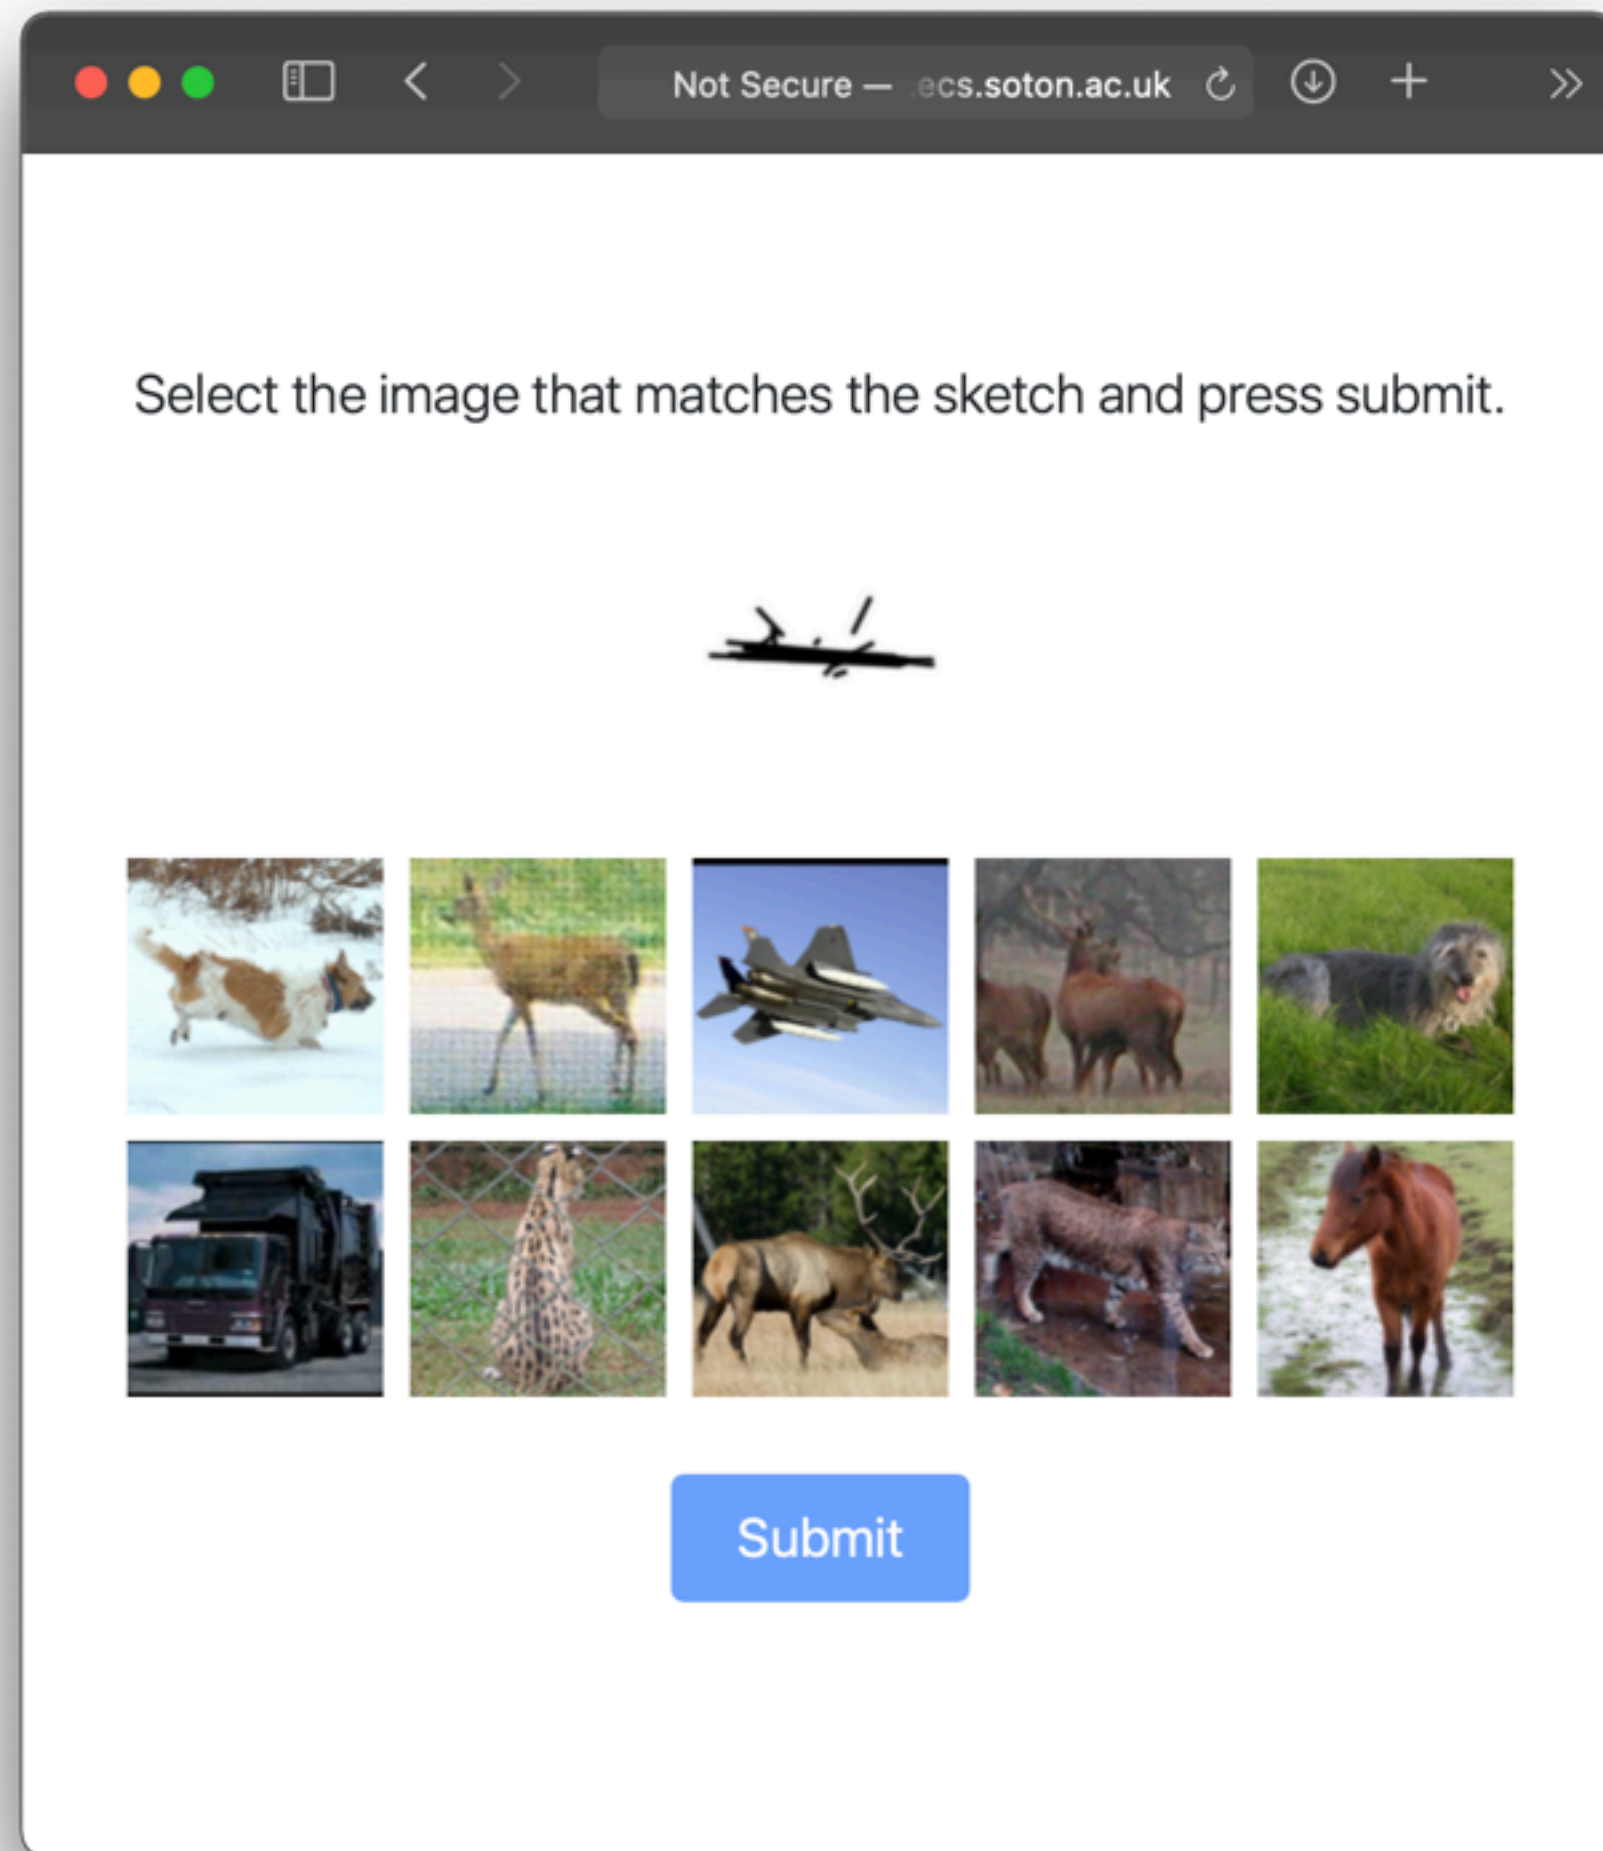 Not Secure — .ecs.soton.ac.uk
Select the image that matches the sketch and press submit.
Submit